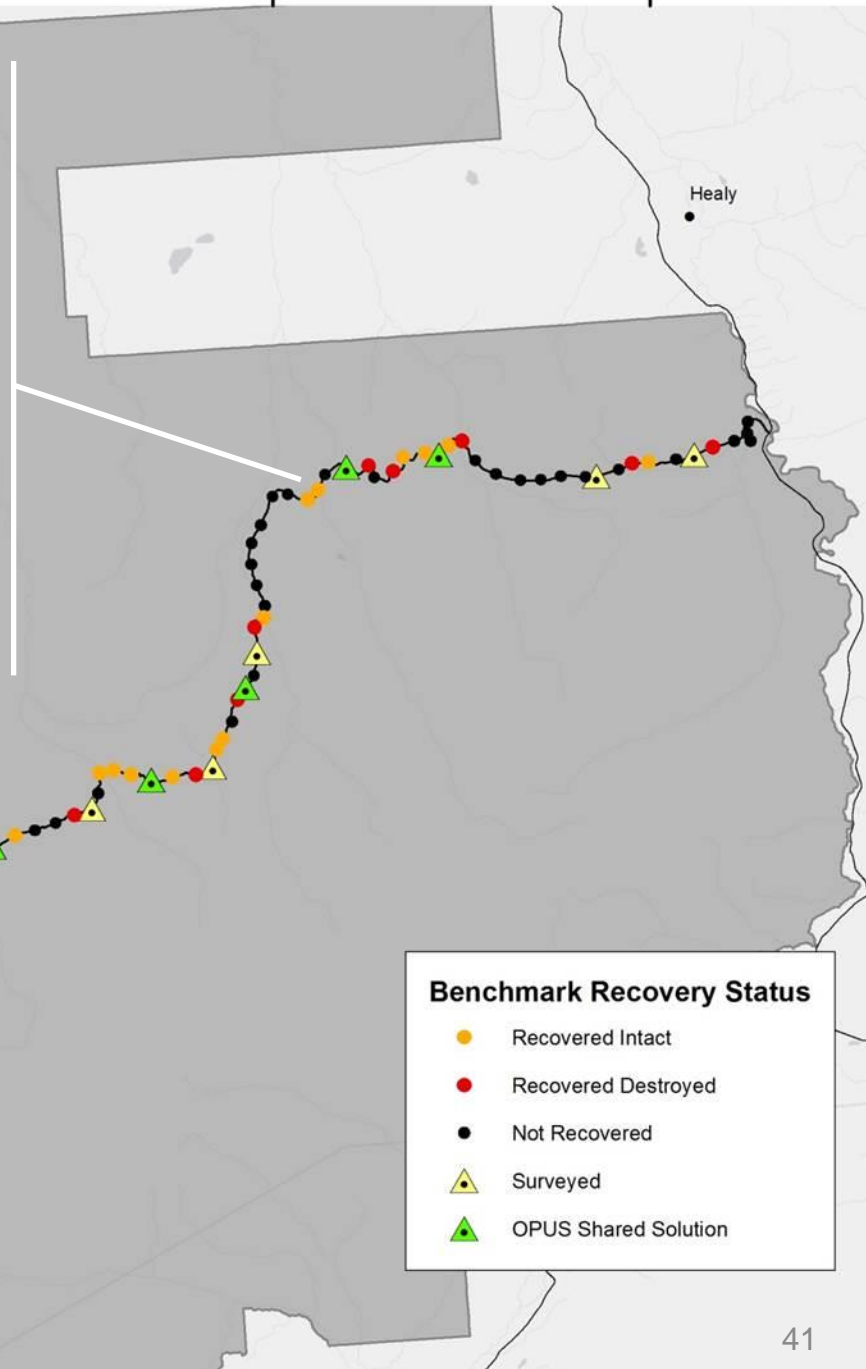 Healy
Benchmark Recovery Status
Recovered Intact
Recovered Destroyed
Not Recovered
Surveyed
OPUS Shared Solution
41